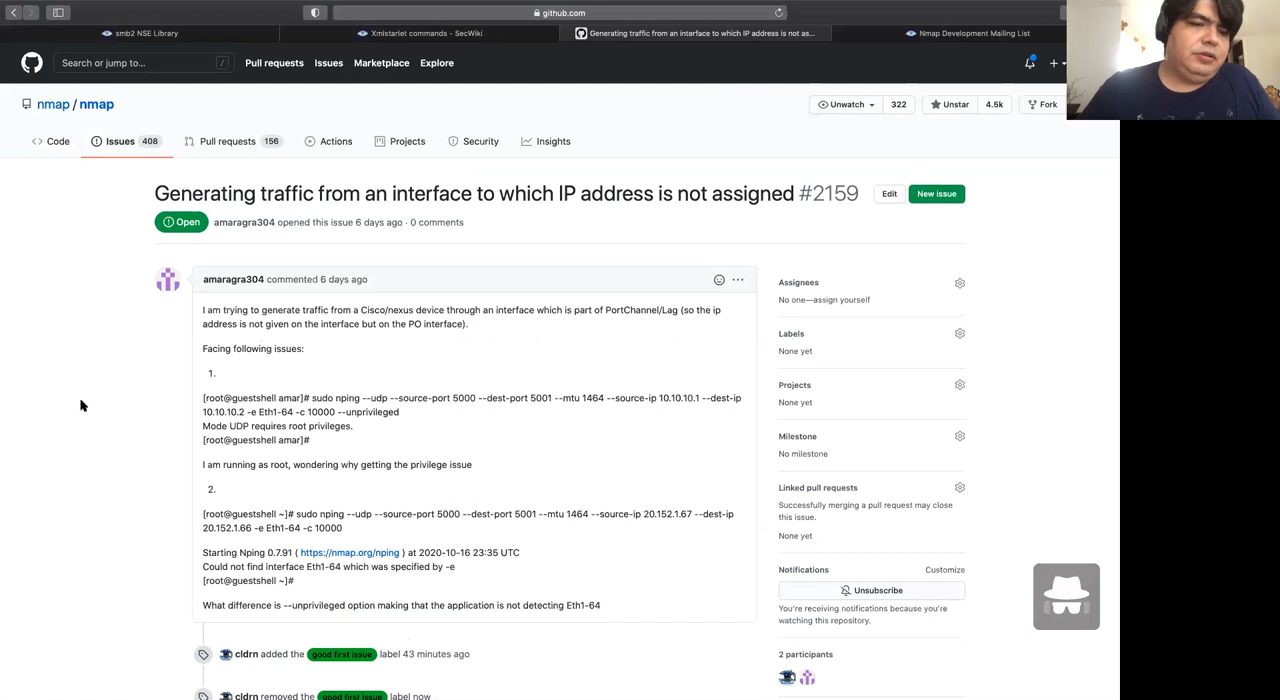 github.com
smb2 NSE Library
Xmlstarlet commands - SecWiki
Generating traffic from an interface to which IP address is not as...
Nmap Development Mailing List
Search or jump to...
/
Pull requests
Issues
Marketplace
Explore
nmap / nmap
Unwatch
322
Unstar
4.5k
Fork
Code
Issues 408
Pull requests 156
Actions
Projects
Security
Insights
Generating traffic from an interface to which IP address is not assigned #2159
Edit
New issue
Open
amaragra304 opened this issue 6 days ago · 0 comments
amaragra304 commented 6 days ago
I am trying to generate traffic from a Cisco/nexus device through an interface which is part of PortChannel/Lag (so the ip
address is not given on the interface but on the PO interface).
Facing following issues:
1.
[root@guestshell amar]# sudo nping --udp --source-port 5000 --dest-port 5001 --mtu 1464 --source-ip 10.10.10.1 --dest-ip
10.10.10.2 -e Eth1-64 -c 10000 --unprivileged
Mode UDP requires root privileges.
[root@guestshell amar]#
I am running as root, wondering why getting the privilege issue
2.
[root@guestshell ~]# sudo nping --udp --source-port 5000 --dest-port 5001 --mtu 1464 --source-ip 20.152.1.67 --dest-ip
20.152.1.66 -e Eth1-64 -c 10000
Starting Nping 0.7.91 ( https://nmap.org/nping ) at 2020-10-16 23:35 UTC
Could not find interface Eth1-64 which was specified by -e
[root@guestshell ~]#
What difference is --unprivileged option making that the application is not detecting Eth1-64
cldrn added the good first issue label 43 minutes ago
cldrn removed the good first issue label now
Assignees
No one—assign yourself
Labels
None yet
Projects
None yet
Milestone
No milestone
Linked pull requests
Successfully merging a pull request may close
this issue.
None yet
Notifications
Customize
Unsubscribe
You're receiving notifications because you're
watching this repository.
2 participants